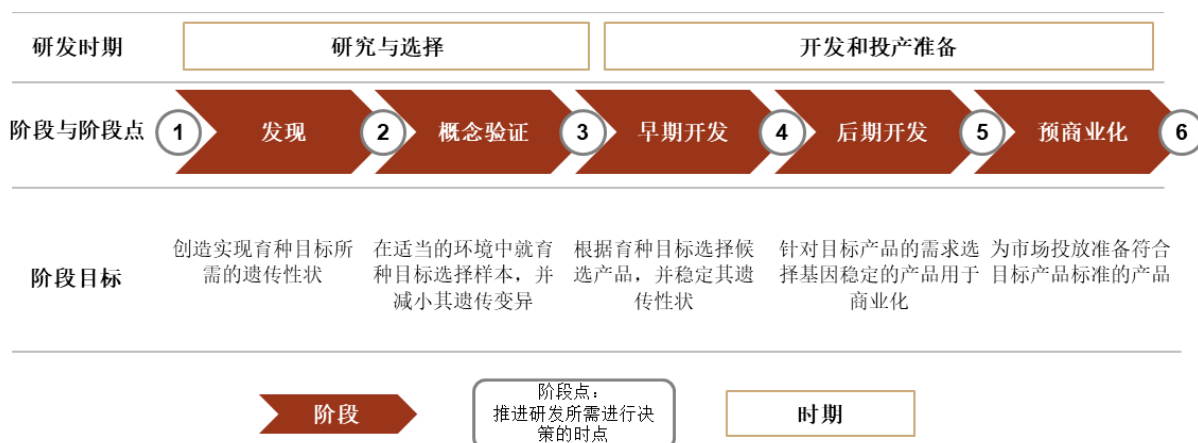 研发时期
研究与选择
开发和投产准备
阶段与阶段点
1
发现
2
概念验证
3
早期开发
4
后期开发
5
预商业化
6
阶段目标
创造实现育种目标所
需的遗传性状
在适当的环境中就育
种目标选择样本，并
减小其遗传变异
根据育种目标选择候
选产品，并稳定其遗
传性状
针对目标产品的需求选
择基因稳定的产品用于
商业化
为市场投放准备符合
目标产品标准的产品
阶段
阶段点：
推进研发所需进行决
策的时点
时期